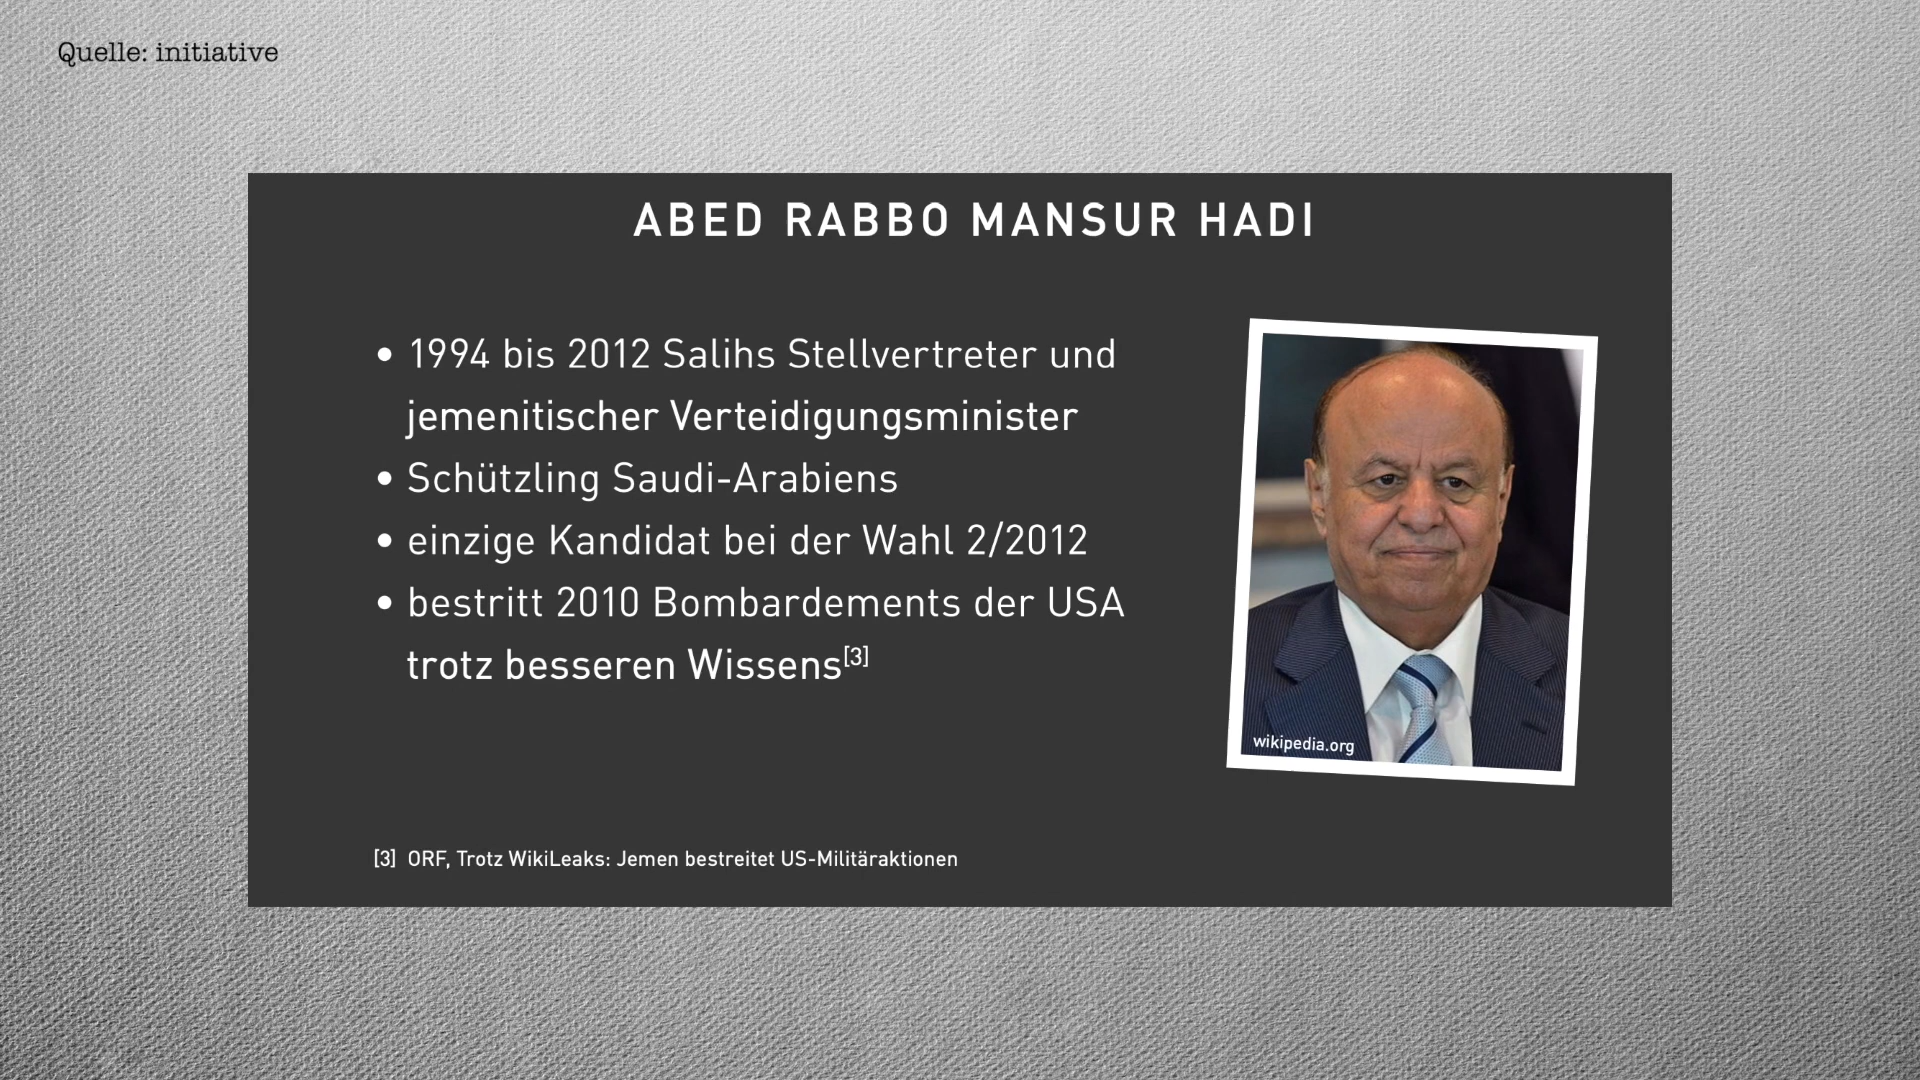 Quelle: initiative
ABED RABBO MANSUR HADI
• 1994 bis 2012 Salihs Stellvertreter und
jemenitischer Verteidigungsminister
• Schützling Saudi-Arabiens
• einzige Kandidat bei der Wahl 2/2012
• bestritt 2010 Bombardements der USA
trotz besseren Wissens[3]
wikipedia.org
[3] ORF, Trotz WikiLeaks: Jemen bestreitet US-Militäraktionen